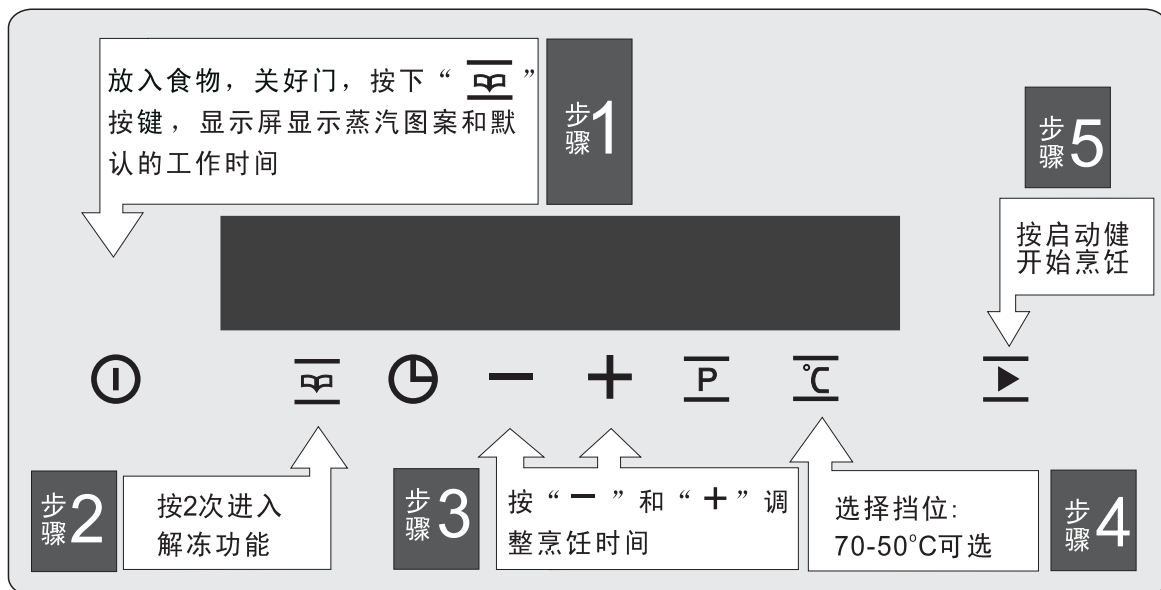 放入食物，关好门，按下“ ”
按键，显示屏显示蒸汽图案和默
认的工作时间
步骤1
步骤5
按启动健
开始烹饪
P
℃
步骤2
按2次进入
解冻功能
步骤3
按“－”和“＋”调
整烹饪时间
选择挡位:
70-50°C可选
步骤4